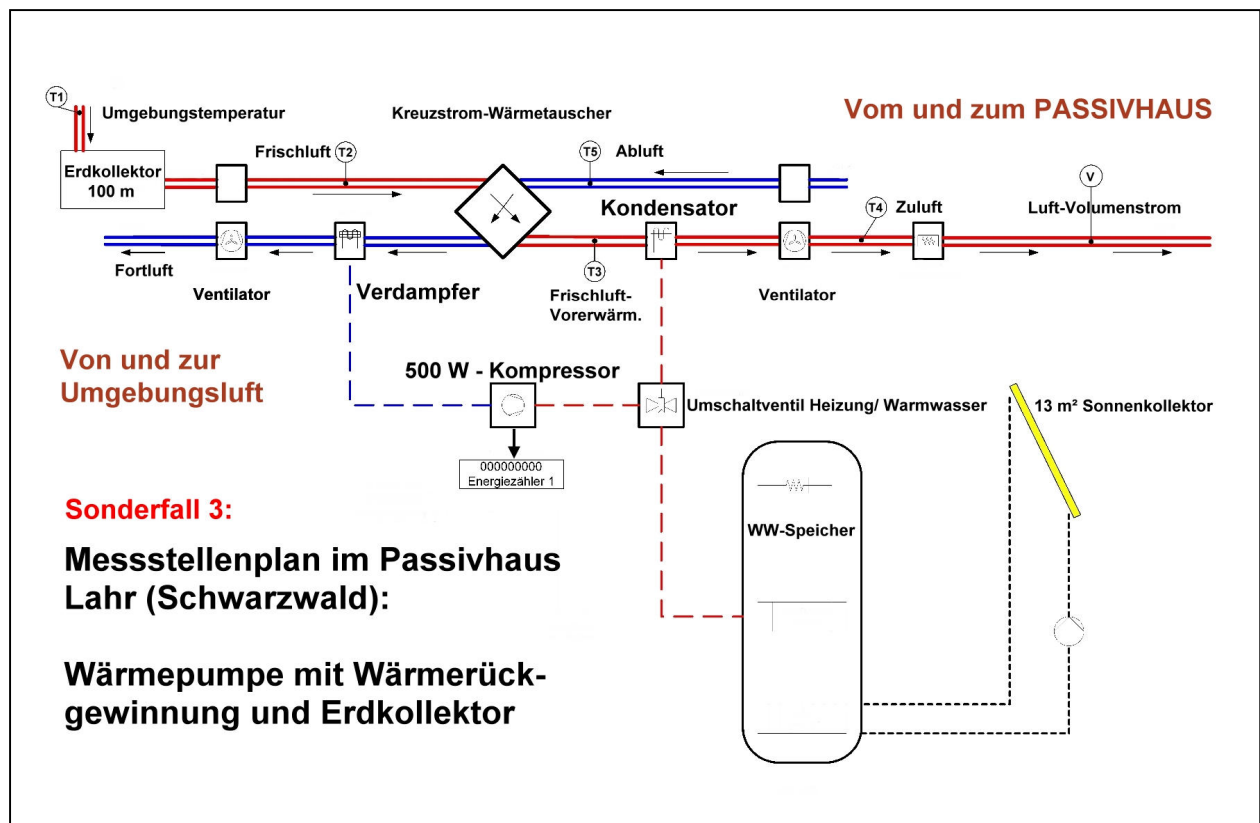 T1
Umgebungstemperatur
Kreuzstrom-Wärmetauscher
Vom und zum PASSIVHAUS
Erdkollektor
100 m
Frischluft
T2
T5
Abluft
Kondensator
T4
Zuluft
V
Luft-Volumenstrom
Fortluft
Ventilator
Verdampfer
T3
Frischluft-
Vorerwärm.
Ventilator
Von und zur
Umgebungsluft
500 W - Kompressor
Umschaltventil Heizung/ Warmwasser
13 m² Sonnenkollektor
000000000
Energiezähler 1
WW-Speicher
Sonderfall 3:
Messstellenplan im Passivhaus
Lahr (Schwarzwald):
Wärmepumpe mit Wärmerück-
gewinnung und Erdkollektor